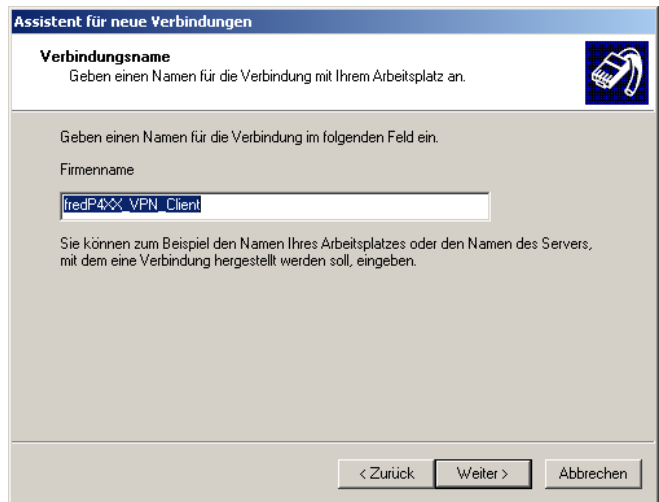 Assistent für neue Verbindungen
Verbindungsname
Geben einen Namen für die Verbindung mit Ihrem Arbeitsplatz an.
Geben einen Namen für die Verbindung im folgenden Feld ein.
Firmenname
fredP4XX_VPN_Client
Sie können zum Beispiel den Namen Ihres Arbeitsplatzes oder den Namen des Servers,
mit dem eine Verbindung hergestellt werden soll, eingeben.
< Zurück Weiter > Abbrechen